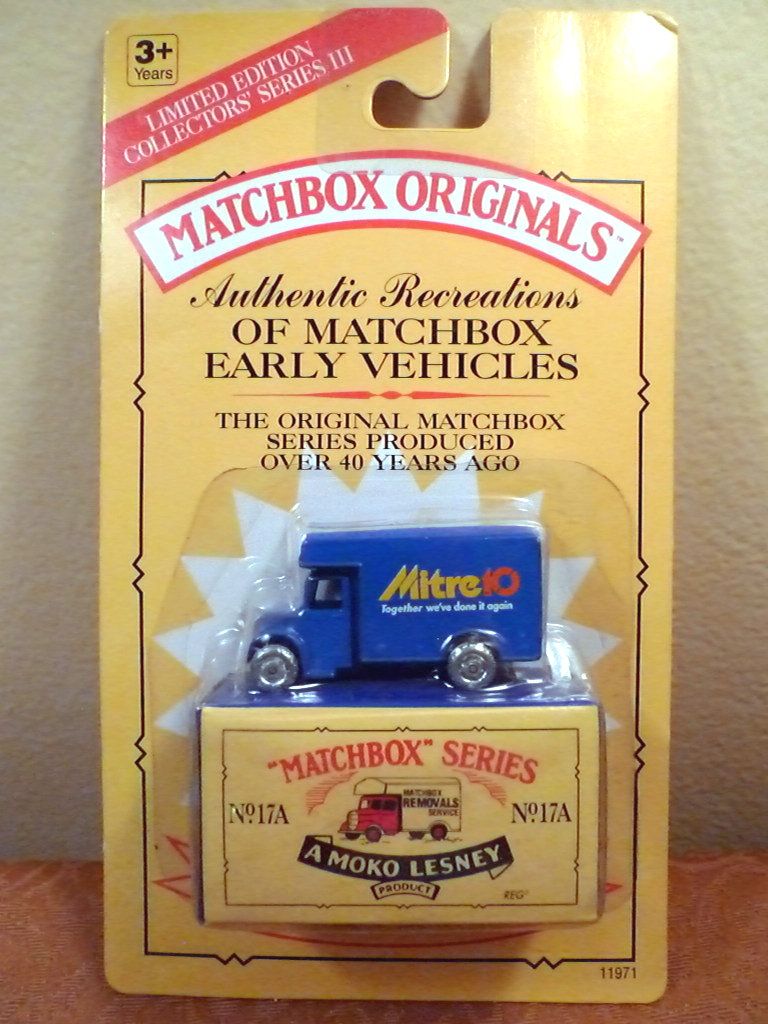 3+
Years
LIMITED EDITION
COLLECTORS' SERIES III
MATCHBOX ORIGINALS™
Authentic Recreations
OF MATCHBOX
EARLY VEHICLES
THE ORIGINAL MATCHBOX
SERIES PRODUCED
OVER 40 YEARS AGO
Mitre10
Together we've done it again
"MATCHBOX" SERIES
Nº17A
MATCHBOX
REMOVALS
SERVICE
Nº17A
A MOKO LESNEY
PRODUCT
REG
11971